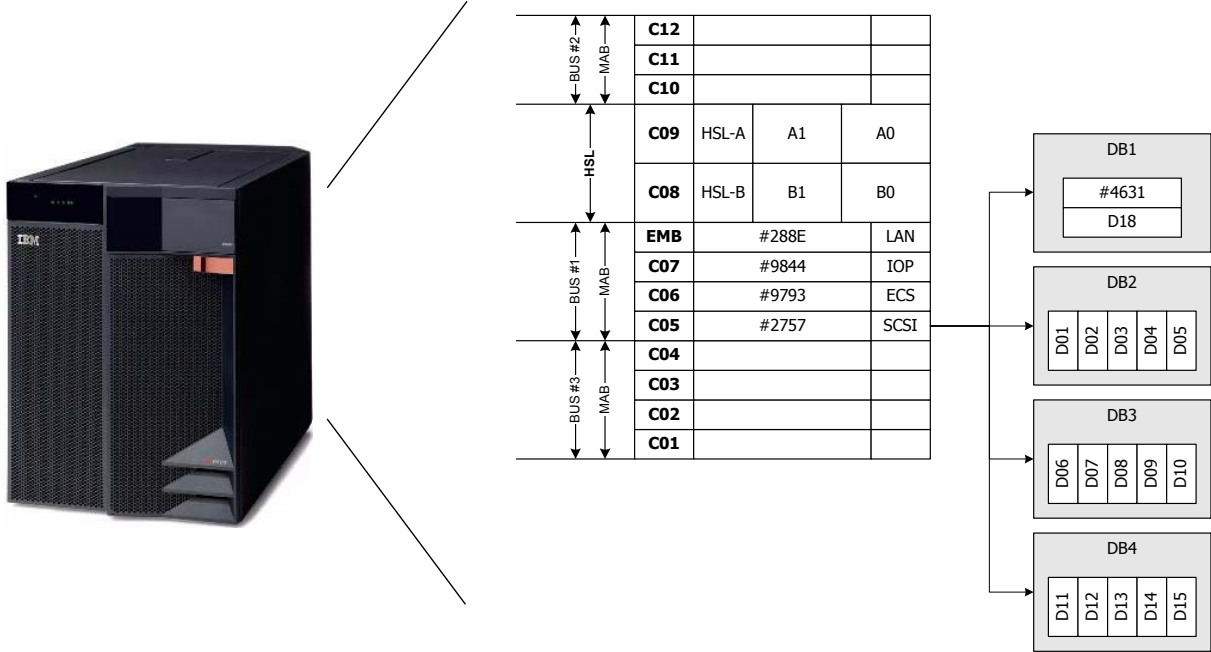 IBM
BUS #2
MAB
C12
C11
C10
HSL
C09 HSL-A A1 A0
C08 HSL-B B1 B0
BUS #1
MAB
EMB #288E LAN
C07 #9844 IOP
C06 #9793 ECS
C05 #2757 SCSI
BUS #3
MAB
C04
C03
C02
C01
DB1
#4631
D18
DB2
D01 D02 D03 D04 D05
DB3
D06 D07 D08 D09 D10
DB4
D11 D12 D13 D14 D15